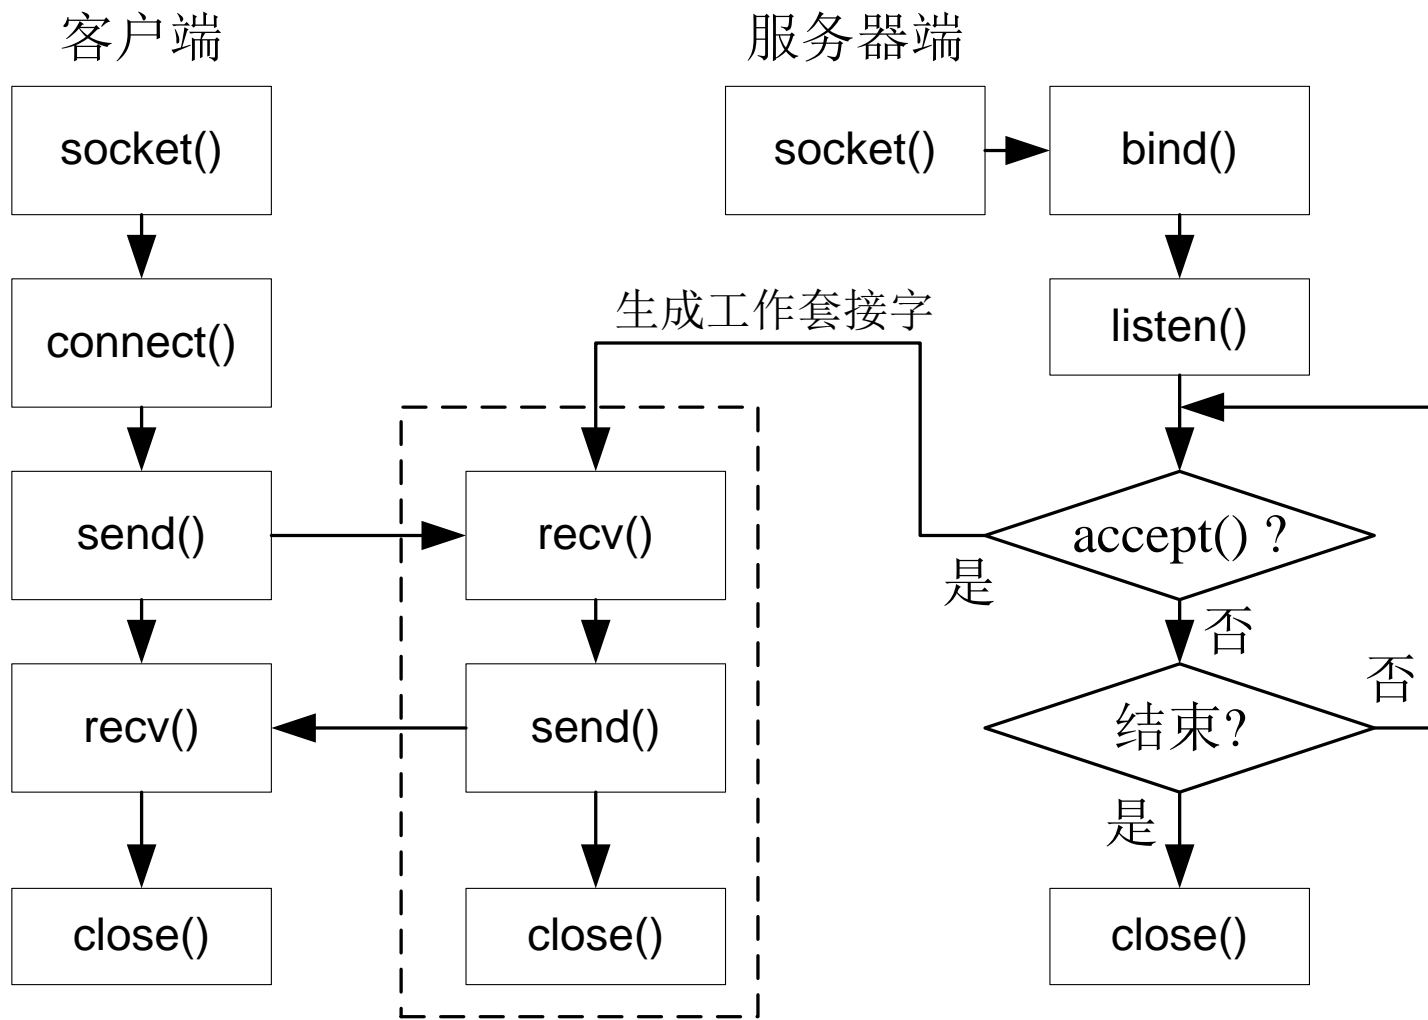 客户端
服务器端
socket()
socket()
bind()
connect()
生成工作套接字
listen()
send()
recv()
accept()？
是
否
recv()
send()
结束?
否
是
close()
close()
close()